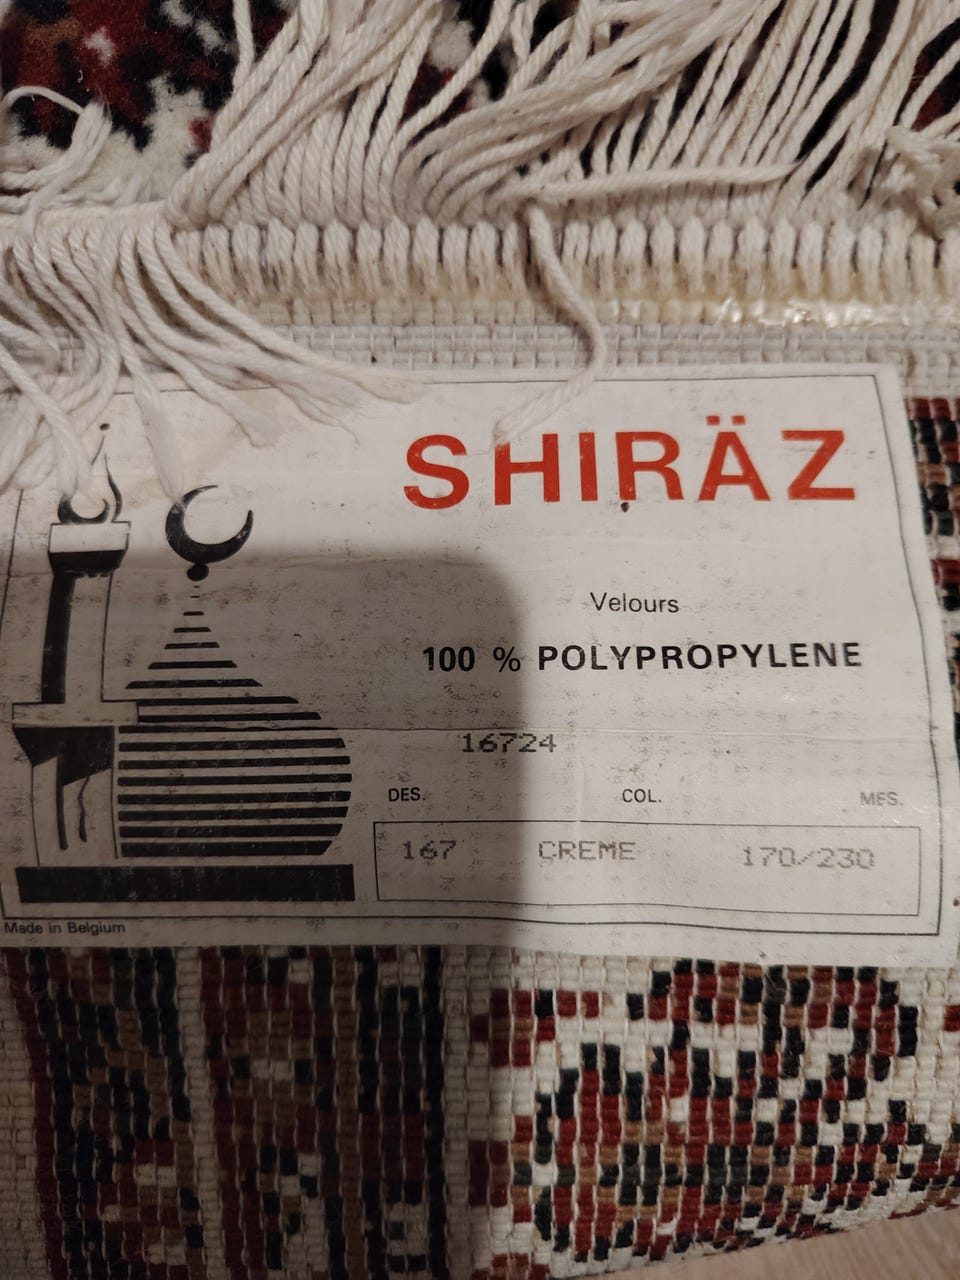 SHIRÄZ
Velours
100 % POLYPROPYLENE
16724
DES. COL. MES.
167 CREME 170/230
Made in Belgium